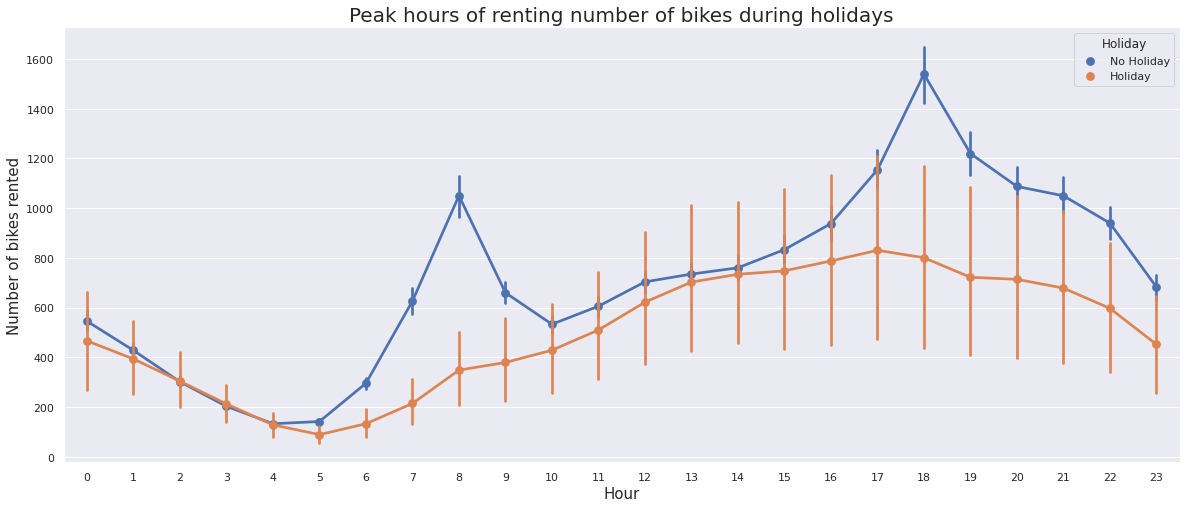 Peak hours of renting number of bikes during holidays
Number of bikes rented
1600
1400
1200
1000
800
600
400
200
0
Holiday
No Holiday
Holiday
0 1 2 3 4 5 6 7 8 9 10 11 12 13 14 15 16 17 18 19 20 21 22 23
Hour